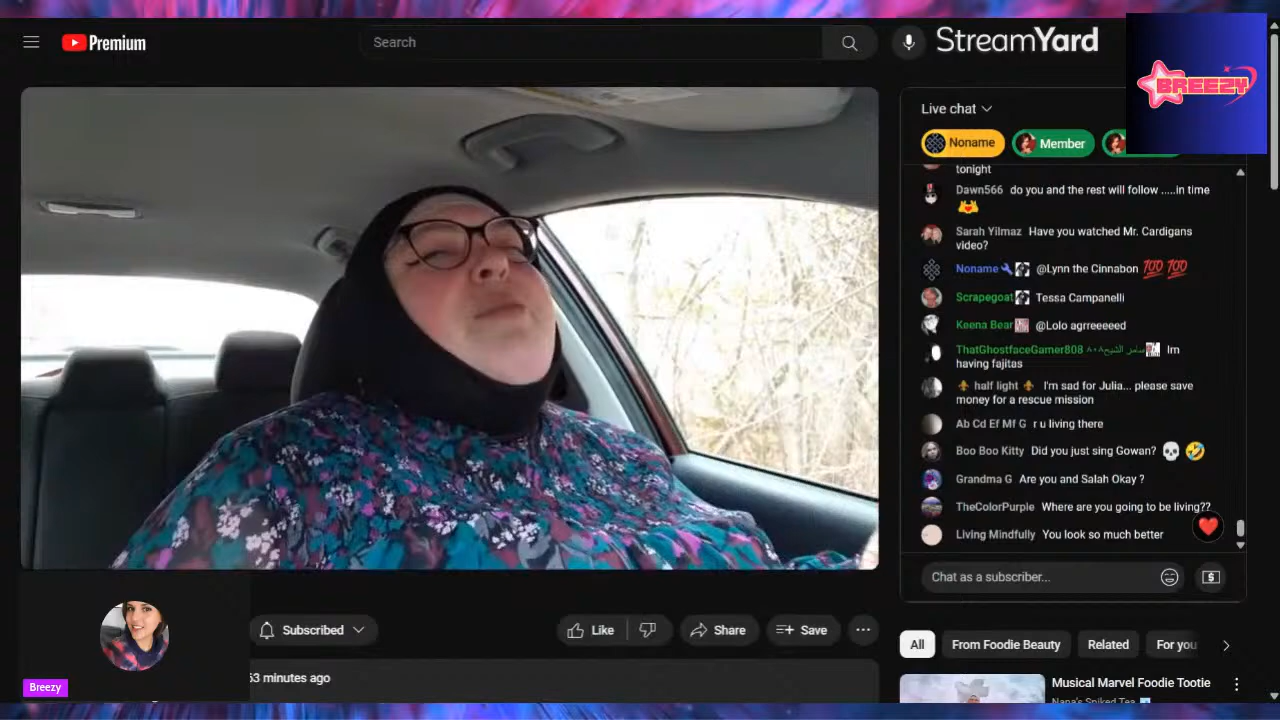 Premium
Search
StreamYard
BREEZY
Live chat
Noname
Member
tonight
Dawn566 do you and the rest will follow .....in time
Sarah Yilmaz Have you watched Mr. Cardigans
video?
Noname @Lynn the Cinnabon 💯 💯
Scrapegoat Tessa Campanelli
Keena Bear @Lolo agrreeeeed
ThatGhostfaceGamer808 Im
having fajitas
⚜ half light ⚜ I'm sad for Julia... please save
money for a rescue mission
Ab Cd Ef Mf G r u living there
Boo Boo Kitty Did you just sing Gowan? 💀 🤣
Grandma G Are you and Salah Okay ?
TheColorPurple Where are you going to be living??
Living Mindfully You look so much better
Chat as a subscriber...
Subscribed
Like
Share
Save
All
From Foodie Beauty
Related
For you
Breezy
53 minutes ago
Musical Marvel Foodie Tootie
Nana's Spiked Tea